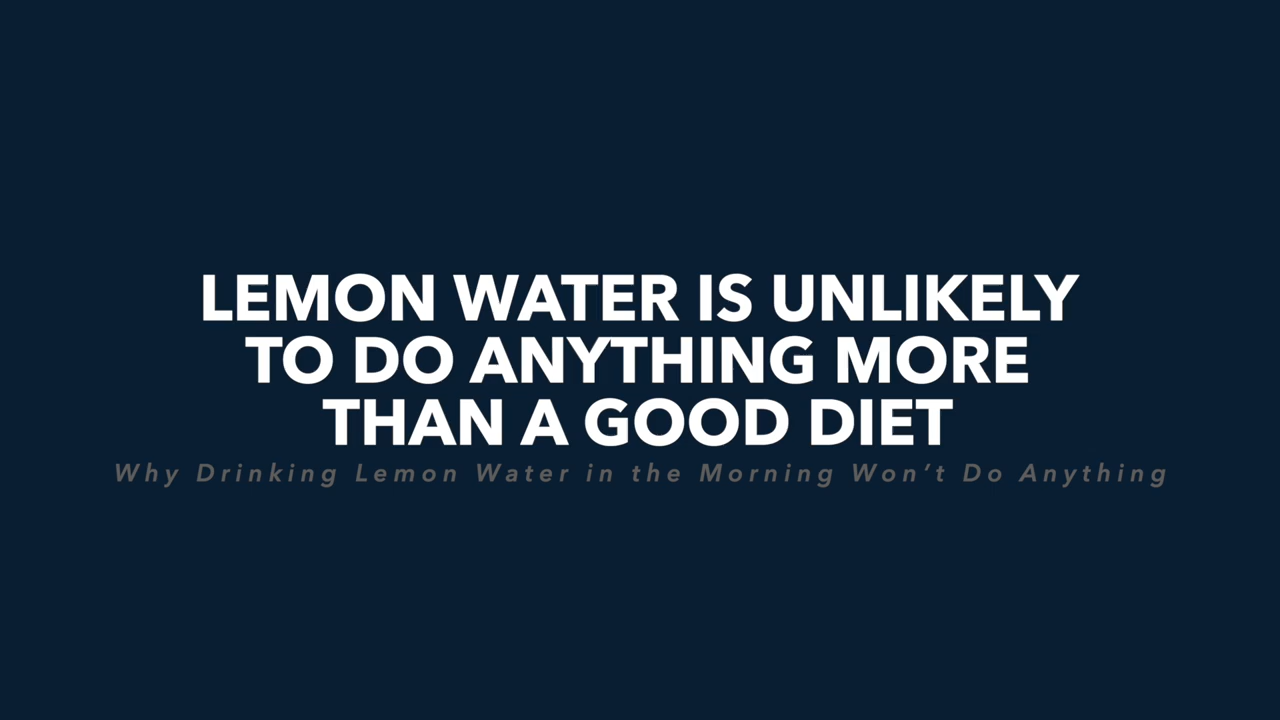 LEMON WATER IS UNLIKELY
TO DO ANYTHING MORE
THAN A GOOD DIET
Why Drinking Lemon Water in the Morning Won’t Do Anything